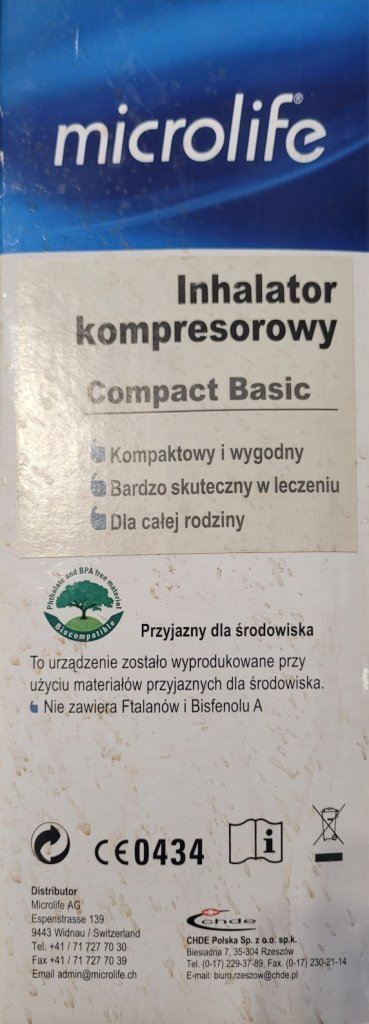 microlife®
Inhalator
kompresorowy
Compact Basic
Kompaktowy i wygodny
Bardzo skuteczny w leczeniu
Dla całej rodziny
Phthalate and BPA free material
Biocompatible
Przyjazny dla środowiska
To urządzenie zostało wyprodukowane przy
użyciu materiałów przyjaznych dla środowiska.
Nie zawiera Ftalanów i Bisfenolu A
CE0434
i
Distributor
Microlife AG
Espenstrasse 139
9443 Widnau / Switzerland
Tel. +41 / 71 727 70 30
Fax +41 / 71 727 70 39
Email admin@microlife.ch
chde
CHDE Polska Sp. z o.o. sp.k.
Biesiadna 7, 35-304 Rzeszów
Tel. (0-17) 229-37-89, Fax. (0-17) 230-21-14
E-mail: biuro.rzeszow@chde.pl